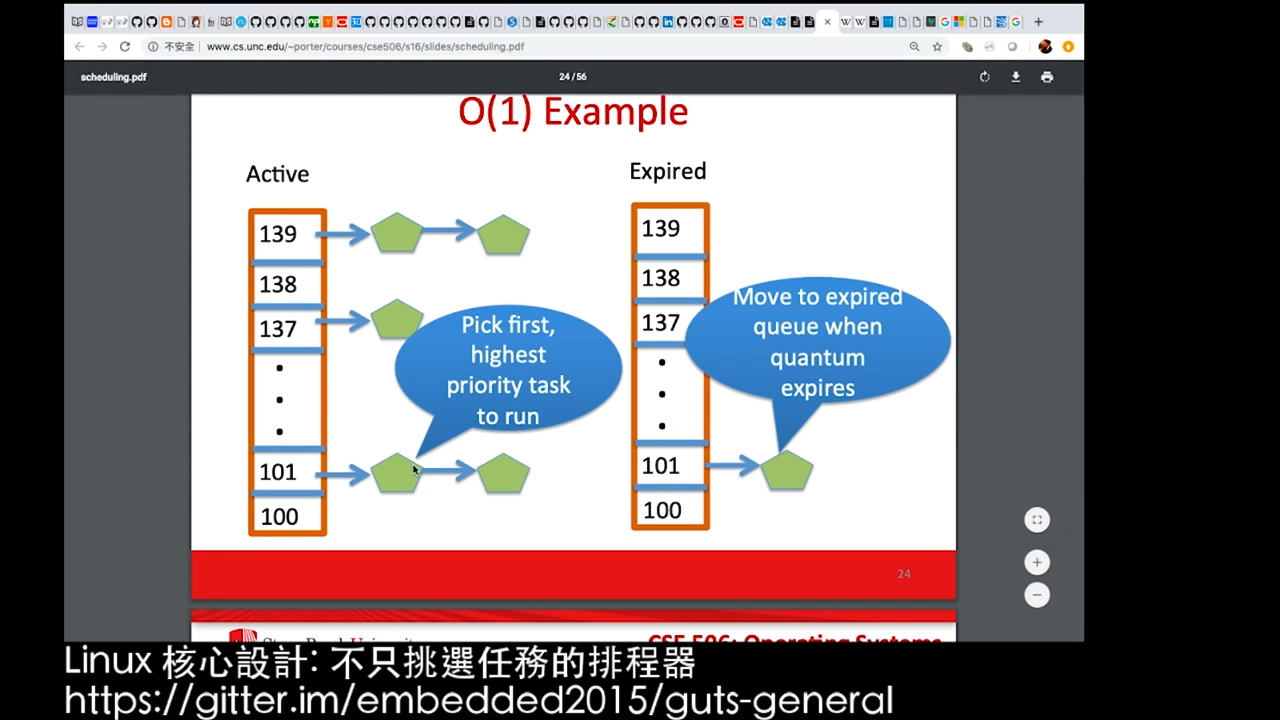 不安全
www.cs.unc.edu/~porter/courses/cse506/s16/slides/scheduling.pdf
scheduling.pdf
24 / 56
O(1) Example
Active
Expired
139
138
137
101
100
Pick first,
highest
priority task
to run
139
138
137
101
100
Move to expired
queue when
quantum
expires
24
Linux 核心設計: 不只挑選任務的排程器
https://gitter.im/embedded2015/guts-general